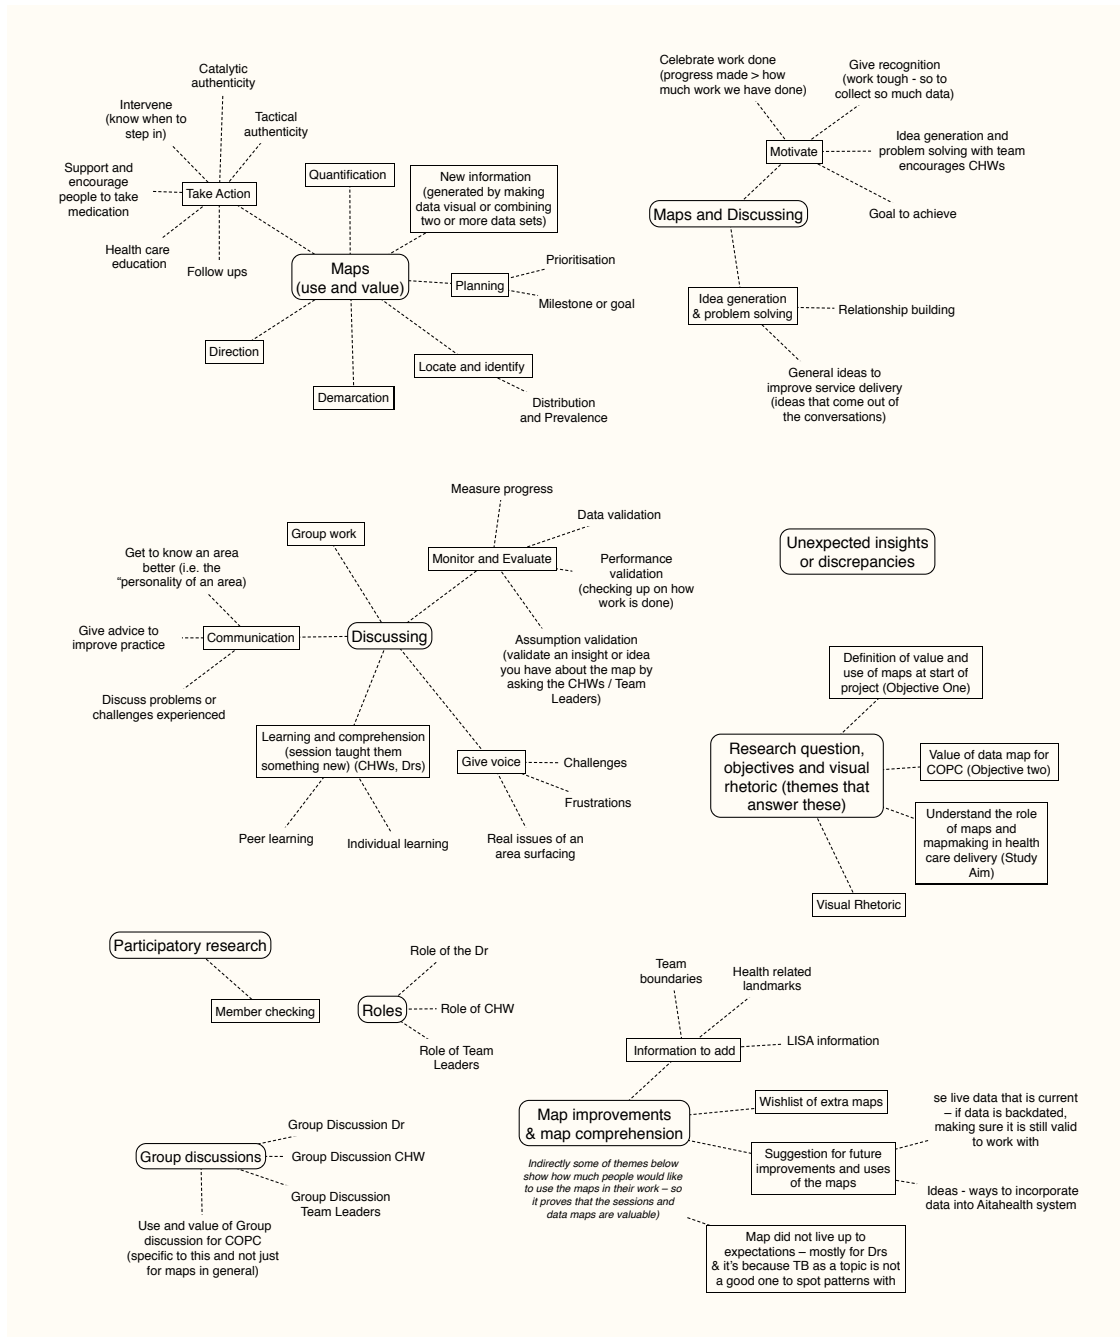 Catalytic
authenticity
Intervene
(know when to
step in)
Tactical
authenticity
Support and
encourage
people to take
medication
Take Action
Health care
education
Follow ups
Quantification
New information
(generated by making
data visual or combining
two or more data sets)
Maps
(use and value)
Planning
Prioritisation
Milestone or goal
Direction
Demarcation
Locate and identify
Distribution
and Prevalence
Celebrate work done
(progress made > how
much work we have done)
Give recognition
(work tough - so to
collect so much data)
Motivate
Idea generation and
problem solving with team
encourages CHWs
Goal to achieve
Maps and Discussing
Idea generation
& problem solving
Relationship building
General ideas to
improve service delivery
(ideas that come out of
the conversations)
Measure progress
Data validation
Group work
Monitor and Evaluate
Performance
validation
(checking up on how
work is done)
Get to know an area
better (i.e. the
“personality of an area)
Give advice to
improve practice
Communication
Discussing
Discuss problems or
challenges experienced
Assumption validation
(validate an insight or idea
you have about the map by
asking the CHWs / Team
Leaders)
Learning and comprehension
(session taught them
something new) (CHWs, Drs)
Give voice
Challenges
Frustrations
Peer learning
Individual learning
Real issues of an
area surfacing
Unexpected insights
or discrepancies
Definition of value and
use of maps at start of
project (Objective One)
Research question,
objectives and visual
rhetoric (themes that
answer these)
Value of data map for
COPC (Objective two)
Understand the role
of maps and
mapmaking in health
care delivery (Study
Aim)
Visual Rhetoric
Participatory research
Member checking
Role of the Dr
Roles
Role of CHW
Role of Team
Leaders
Team
boundaries
Health related
landmarks
Information to add
LISA information
Map improvements
& map comprehension
Wishlist of extra maps
se live data that is current
– if data is backdated,
making sure it is still valid
to work with
Suggestion for future
improvements and uses
of the maps
Ideas - ways to incorporate
data into Aitahealth system
Indirectly some of themes below
show how much people would like
to use the maps in their work – so
it proves that the sessions and
data maps are valuable)
Map did not live up to
expectations – mostly for Drs
& it’s because TB as a topic is not
a good one to spot patterns with
Group Discussion Dr
Group discussions
Group Discussion CHW
Group Discussion
Team Leaders
Use and value of Group
discussion for COPC
(specific to this and not just
for maps in general)